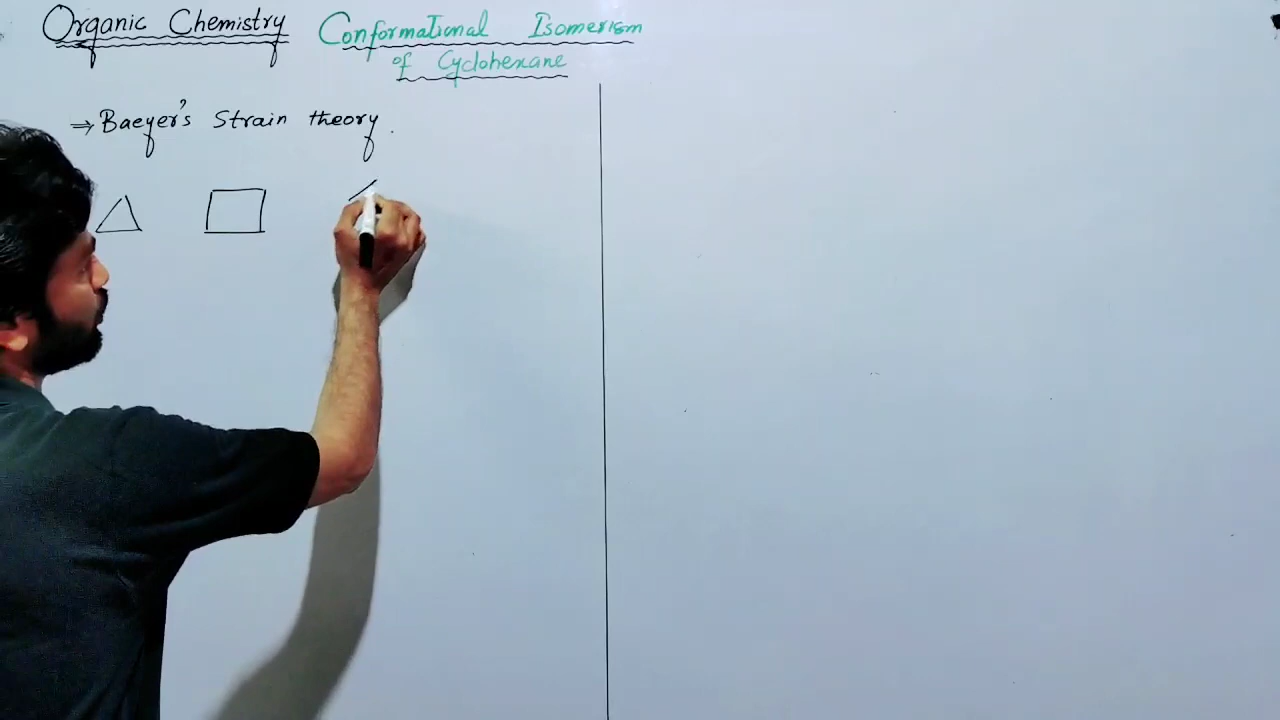 Organic Chemistry Conformational Isomerism
of Cyclohexane
⇒ Baeyer's Strain theory.